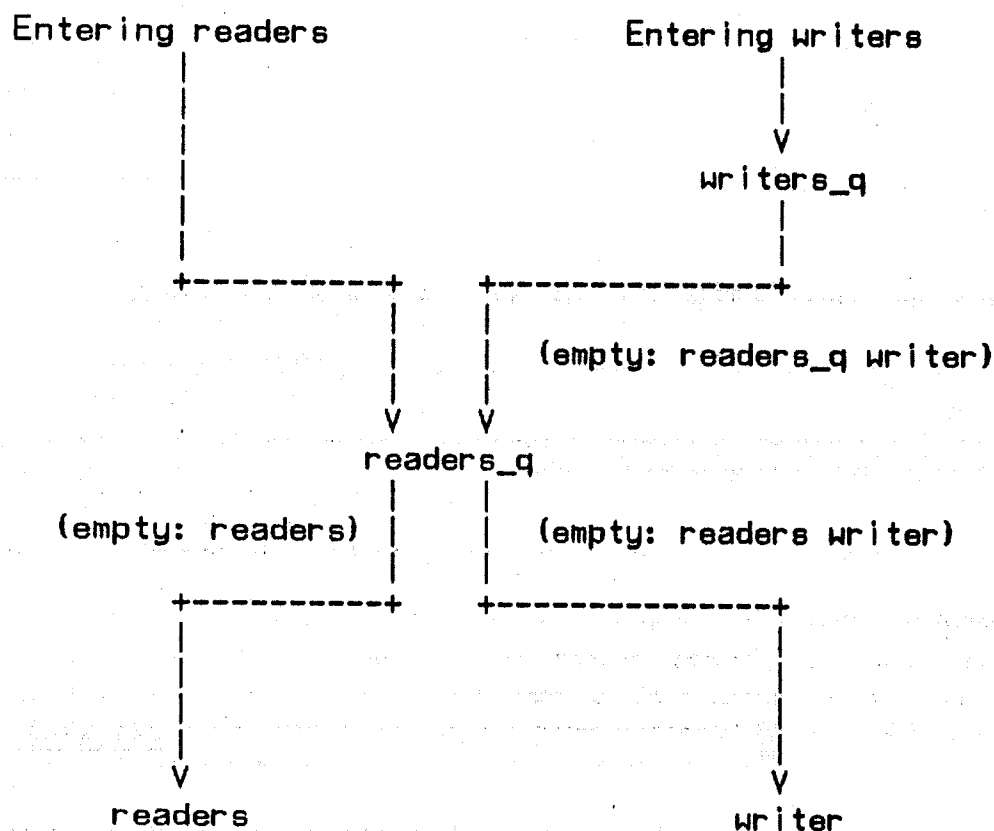 Entering readers
Entering writers
writers_q
(empty: readers_q writer)
readers_q
(empty: readers)
(empty: readers writer)
readers
writer